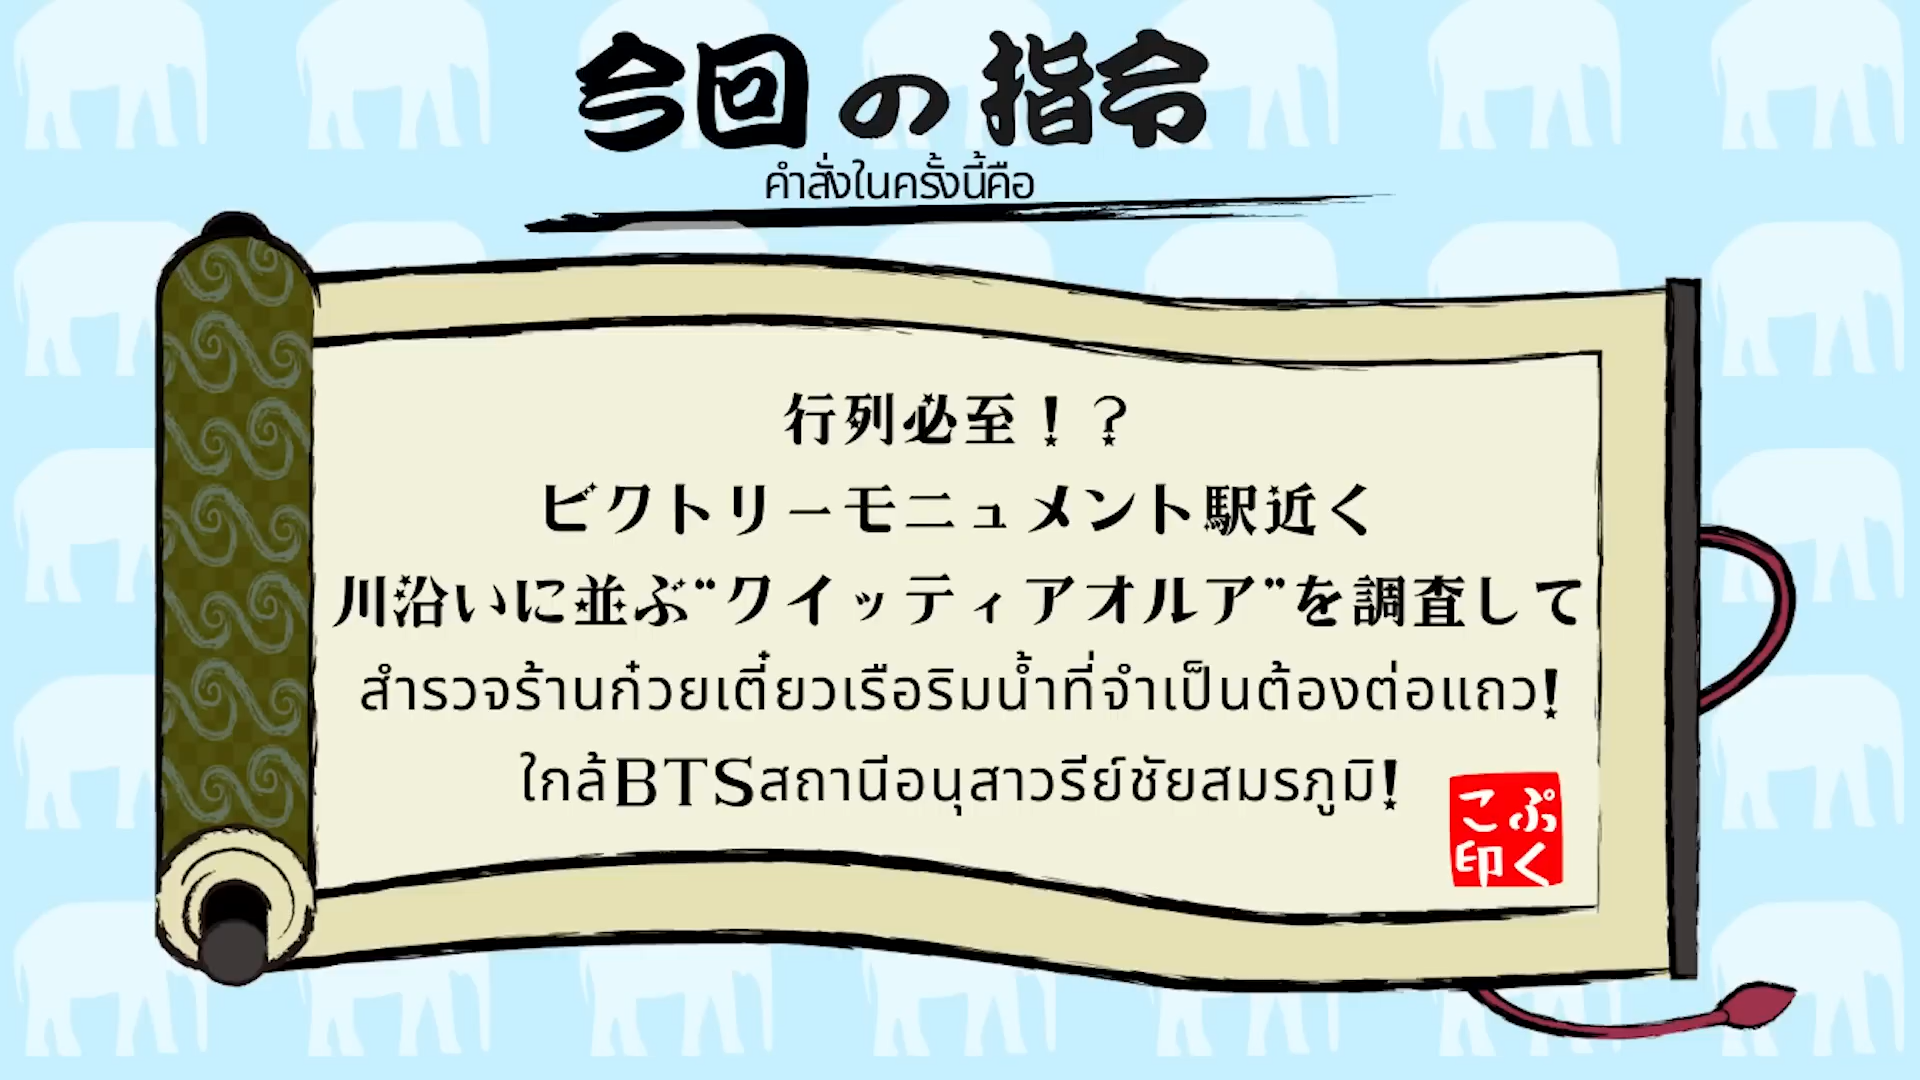 今回の指令
คำสั่งในครั้งนี้คือ
行列必至！？
ビクトリーモニュメント駅近く
川沿いに並ぶ“クイッティアオルア”を調査して
สำรวจร้านก๋วยเตี๋ยวเรือริมน้ำที่จำเป็นต้องต่อแถว!
ใกล้BTSสถานีอนุสาวรีย์ชัยสมรภูมิ!
こぷ
印く